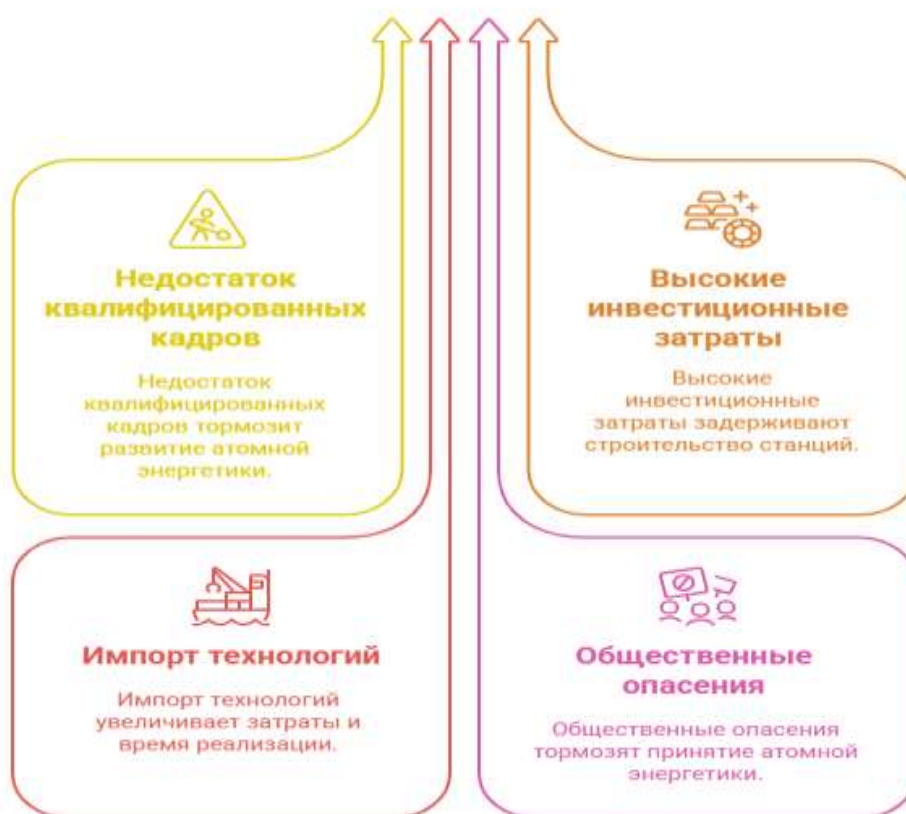 Недостаток
квалифицированных
кадров
Недостаток
квалифицированных
кадров тормозит
развитие атомной
энергетики.
Высокие
инвестиционные
затраты
Высокие
инвестиционные
затраты задерживают
строительство станций.
Импорт технологий
Импорт технологий
увеличивает затраты и
время реализации.
Общественные
опасения
Общественные опасения
тормозят принятие атомной
энергетики.